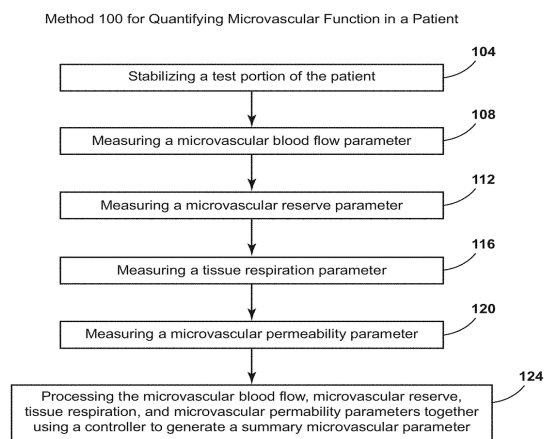 Method 100 for Quantifying Microvascular Function in a Patient
104
Stabilizing a test portion of the patient
108
Measuring a microvascular blood flow parameter
112
Measuring a microvascular reserve parameter
116
Measuring a tissue respiration parameter
120
Measuring a microvascular permeability parameter
124
Processing the microvascular blood flow, microvascular reserve,
tissue respiration, and microvascular permability parameters together
using a controller to generate a summary microvascular parameter